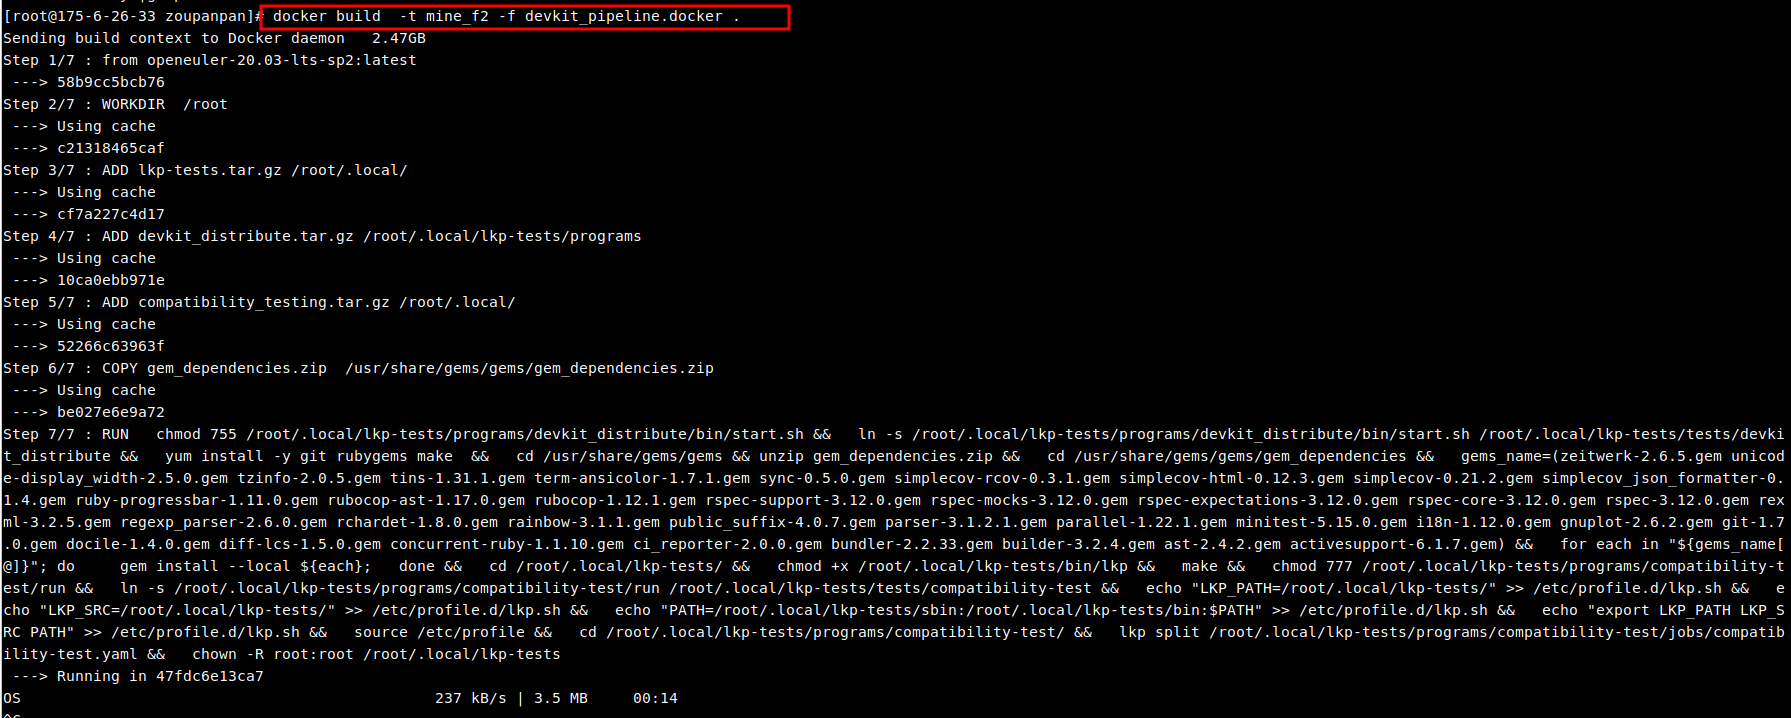 [root@175-6-26-33 zoupanpan]# docker build  -t mine_f2 -f devkit_pipeline.docker .
Sending build context to Docker daemon   2.47GB
Step 1/7 : from openeuler-20.03-lts-sp2:latest
 ---> 58b9cc5bcb76
Step 2/7 : WORKDIR  /root
 ---> Using cache
 ---> c21318465caf
Step 3/7 : ADD lkp-tests.tar.gz /root/.local/
 ---> Using cache
 ---> cf7a227c4d17
Step 4/7 : ADD devkit_distribute.tar.gz /root/.local/lkp-tests/programs
 ---> Using cache
 ---> 10ca0ebb971e
Step 5/7 : ADD compatibility_testing.tar.gz /root/.local/
 ---> Using cache
 ---> 52266c63963f
Step 6/7 : COPY gem_dependencies.zip  /usr/share/gems/gems/gem_dependencies.zip
 ---> Using cache
 ---> be027e6e9a72
Step 7/7 : RUN   chmod 755 /root/.local/lkp-tests/programs/devkit_distribute/bin/start.sh &&   ln -s /root/.local/lkp-tests/programs/devkit_distribute/bin/start.sh /root/.local/lkp-tests/tests/devki
t_distribute &&   yum install -y git rubygems make  &&   cd /usr/share/gems/gems && unzip gem_dependencies.zip &&   cd /usr/share/gems/gems/gem_dependencies &&   gems_name=(zeitwerk-2.6.5.gem unicod
e-display_width-2.5.0.gem tzinfo-2.0.5.gem tins-1.31.1.gem term-ansicolor-1.7.1.gem sync-0.5.0.gem simplecov-rcov-0.3.1.gem simplecov-html-0.12.3.gem simplecov-0.21.2.gem simplecov_json_formatter-0.
1.4.gem ruby-progressbar-1.11.0.gem rubocop-ast-1.17.0.gem rubocop-1.12.1.gem rspec-support-3.12.0.gem rspec-mocks-3.12.0.gem rspec-expectations-3.12.0.gem rspec-core-3.12.0.gem rspec-3.12.0.gem rex
ml-3.2.5.gem regexp_parser-2.6.0.gem rchardet-1.8.0.gem rainbow-3.1.1.gem public_suffix-4.0.7.gem parser-3.1.2.1.gem parallel-1.22.1.gem minitest-5.15.0.gem i18n-1.12.0.gem gnuplot-2.6.2.gem git-1.7
.0.gem docile-1.4.0.gem diff-lcs-1.5.0.gem concurrent-ruby-1.1.10.gem ci_reporter-2.0.0.gem bundler-2.2.33.gem builder-3.2.4.gem ast-2.4.2.gem activesupport-6.1.7.gem) &&   for each in "${gems_name[
@]}"; do     gem install --local ${each};   done &&   cd /root/.local/lkp-tests/ &&   chmod +x /root/.local/lkp-tests/bin/lkp &&   make &&   chmod 777 /root/.local/lkp-tests/programs/compatibility-t
est/run &&   ln -s /root/.local/lkp-tests/programs/compatibility-test/run /root/.local/lkp-tests/tests/compatibility-test &&   echo "LKP_PATH=/root/.local/lkp-tests/" >> /etc/profile.d/lkp.sh &&   e
cho "LKP_SRC=/root/.local/lkp-tests/" >> /etc/profile.d/lkp.sh &&   echo "PATH=/root/.local/lkp-tests/sbin:/root/.local/lkp-tests/bin:$PATH" >> /etc/profile.d/lkp.sh &&   echo "export LKP_PATH LKP_S
RC PATH" >> /etc/profile.d/lkp.sh &&   source /etc/profile &&   cd /root/.local/lkp-tests/programs/compatibility-test/ &&   lkp split /root/.local/lkp-tests/programs/compatibility-test/jobs/compatib
ility-test.yaml &&   chown -R root:root /root/.local/lkp-tests
 ---> Running in 47fdc6e13ca7
OS                                              237 kB/s | 3.5 MB     00:14